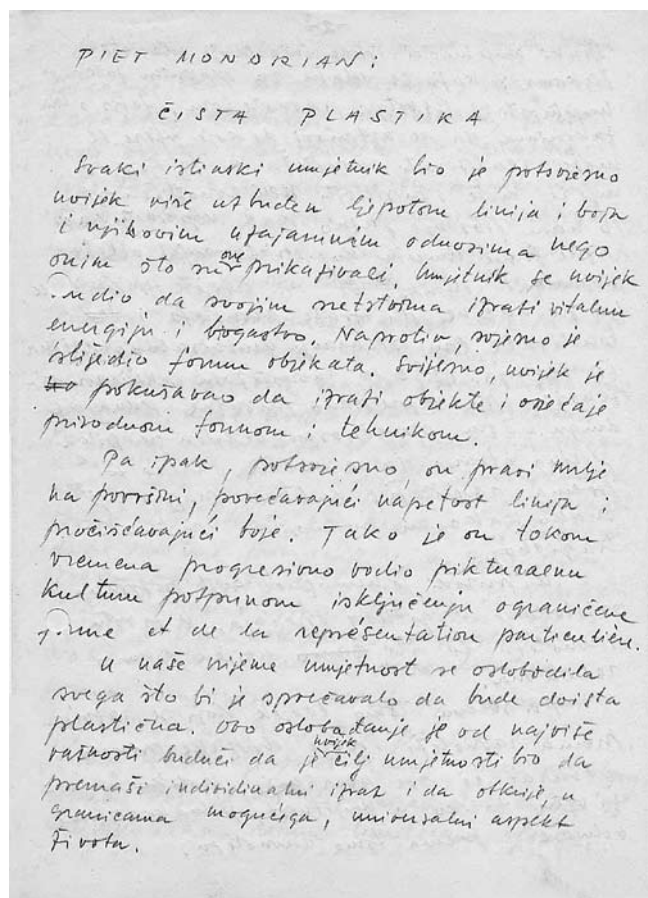 PIET MONDRIAN:
ČISTA PLASTIKA
Svaki istinski umjetnik bio je potsvjesno
uvijek više uzbuđen ljepotom linija i boja
i njihovim uzajamnim odnosima nego
onim što su one prikazivali. Umjetnik se uvijek
trudio da svojim sretstvima izrazi vitalnu
energiju i bogastvo. Naprotiv, svjesno je
slijedio formu objekata. Svijesno, uvijek je
pokušavao da izrazi objekte i osjećaje
prirodnom formom i tehnikom.
Pa ipak, potsvjesno, on pravi
na površini, povećavajući napetost linija i
pročišćavajući boje. Tako je on tokom
vremena progresivno vodio pikturalnu
kulturu potpunom isključenju ograničene
forme et de la représentation particulière.
U naše vrijeme umjetnost se oslobodila
svega što bi je sprečavalo da bude doista
plastična. Ovo oslobađanje je od najviše
važnosti budući da je uvijek cilj umjetnosti bio da
premaši individualni izraz i da otkrije, u
granicama mogućega, univerzalni aspekt
života.